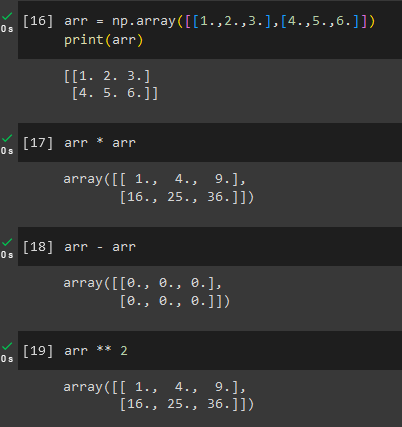 [16] arr = np.array([[1.,2.,3.],[4.,5.,6.]])
0s print(arr)
[[1. 2. 3.]
 [4. 5. 6.]]
[17] arr * arr
0s
array([[ 1.,  4.,  9.],
       [16., 25., 36.]])
[18] arr - arr
0s
array([[0., 0., 0.],
       [0., 0., 0.]])
[19] arr ** 2
0s
array([[ 1.,  4.,  9.],
       [16., 25., 36.]])